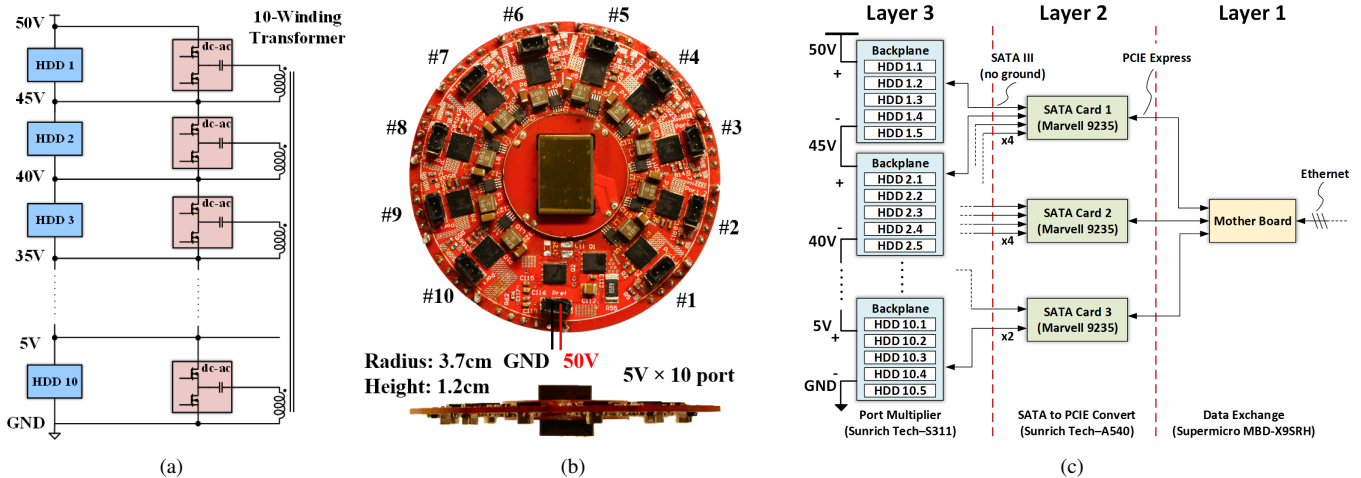 50V
10-Winding
Transformer
dc-ac
HDD 1
45V
dc-ac
HDD 2
40V
dc-ac
HDD 3
35V
5V
dc-ac
HDD 10
GND
(a)
#6
#5
#7
#4
#8
#3
#9
#2
#10
#1
C115
C116
C117
C112
Q1
Radius: 3.7cm
GND
50V
Height: 1.2cm
5V × 10 port
(b)
Layer 3
Layer 2
Layer 1
50V
Backplane
HDD 1.1
HDD 1.2
HDD 1.3
HDD 1.4
HDD 1.5
+
-
SATA III
(no ground)
PCIE Express
SATA Card 1
(Marvell 9235)
x4
45V
Backplane
HDD 2.1
HDD 2.2
HDD 2.3
HDD 2.4
HDD 2.5
+
-
40V
SATA Card 2
(Marvell 9235)
x4
Mother Board
Ethernet
5V
Backplane
HDD 10.1
HDD 10.2
HDD 10.3
HDD 10.4
HDD 10.5
+
-
GND
SATA Card 3
(Marvell 9235)
x2
Port Multiplier
(Sunrich Tech–S311)
SATA to PCIE Convert
(Sunrich Tech–A540)
Data Exchange
(Supermicro MBD-X9SRH)
(c)